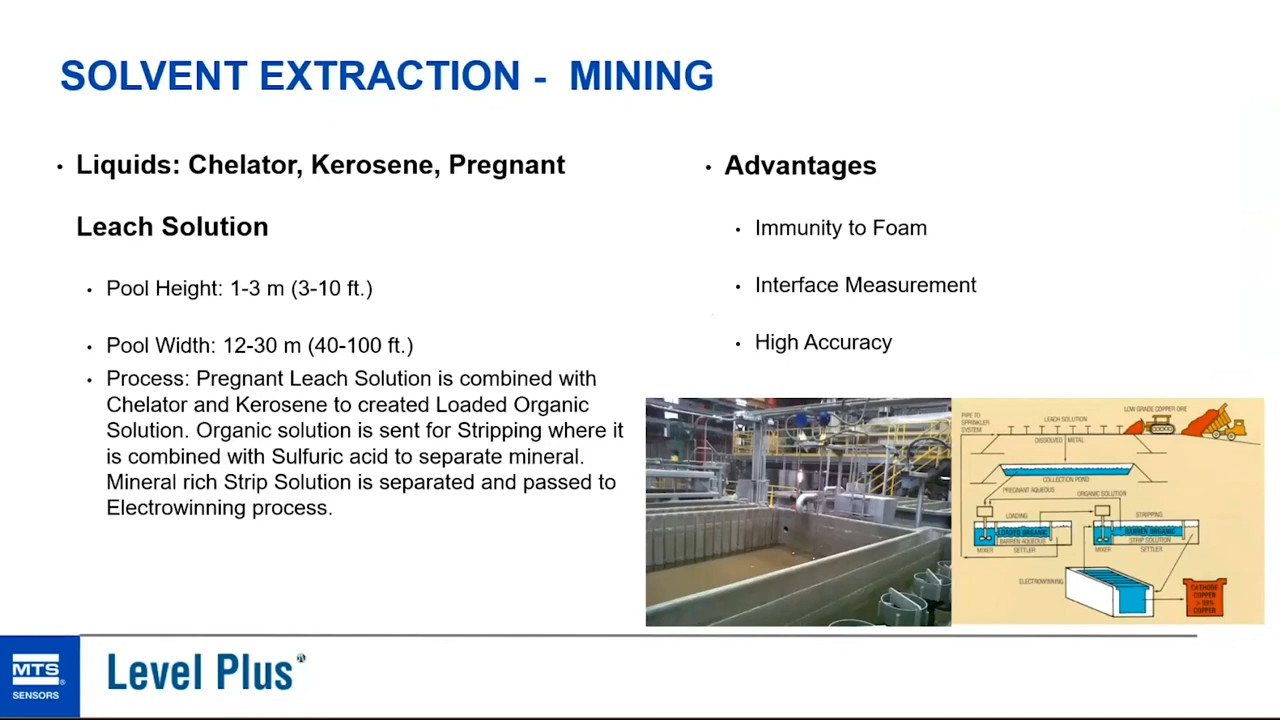 SOLVENT EXTRACTION - MINING
• Liquids: Chelator, Kerosene, Pregnant
Leach Solution
• Pool Height: 1-3 m (3-10 ft.)
• Pool Width: 12-30 m (40-100 ft.)
• Process: Pregnant Leach Solution is combined with
Chelator and Kerosene to created Loaded Organic
Solution. Organic solution is sent for Stripping where it
is combined with Sulfuric acid to separate mineral.
Mineral rich Strip Solution is separated and passed to
Electrowinning process.
• Advantages
• Immunity to Foam
• Interface Measurement
• High Accuracy
PIPE TO
SPRINKLER
SYSTEM
LEACH SOLUTION
LOW GRADE COPPER ORE
DISSOLVED METAL
COLLECTION POND
PREGNANT AQUEOUS
ORGANIC SOLUTION
LOADING
STRIPPING
LOADED ORGANIC
BARREN ORGANIC
BARREN AQUEOUS
STRIP SOLUTION
MIXER
SETTLER
MIXER
SETTLER
ELECTROWINNING
CATHODE
COPPER
COPPER
MTS
SENSORS
Level Plus